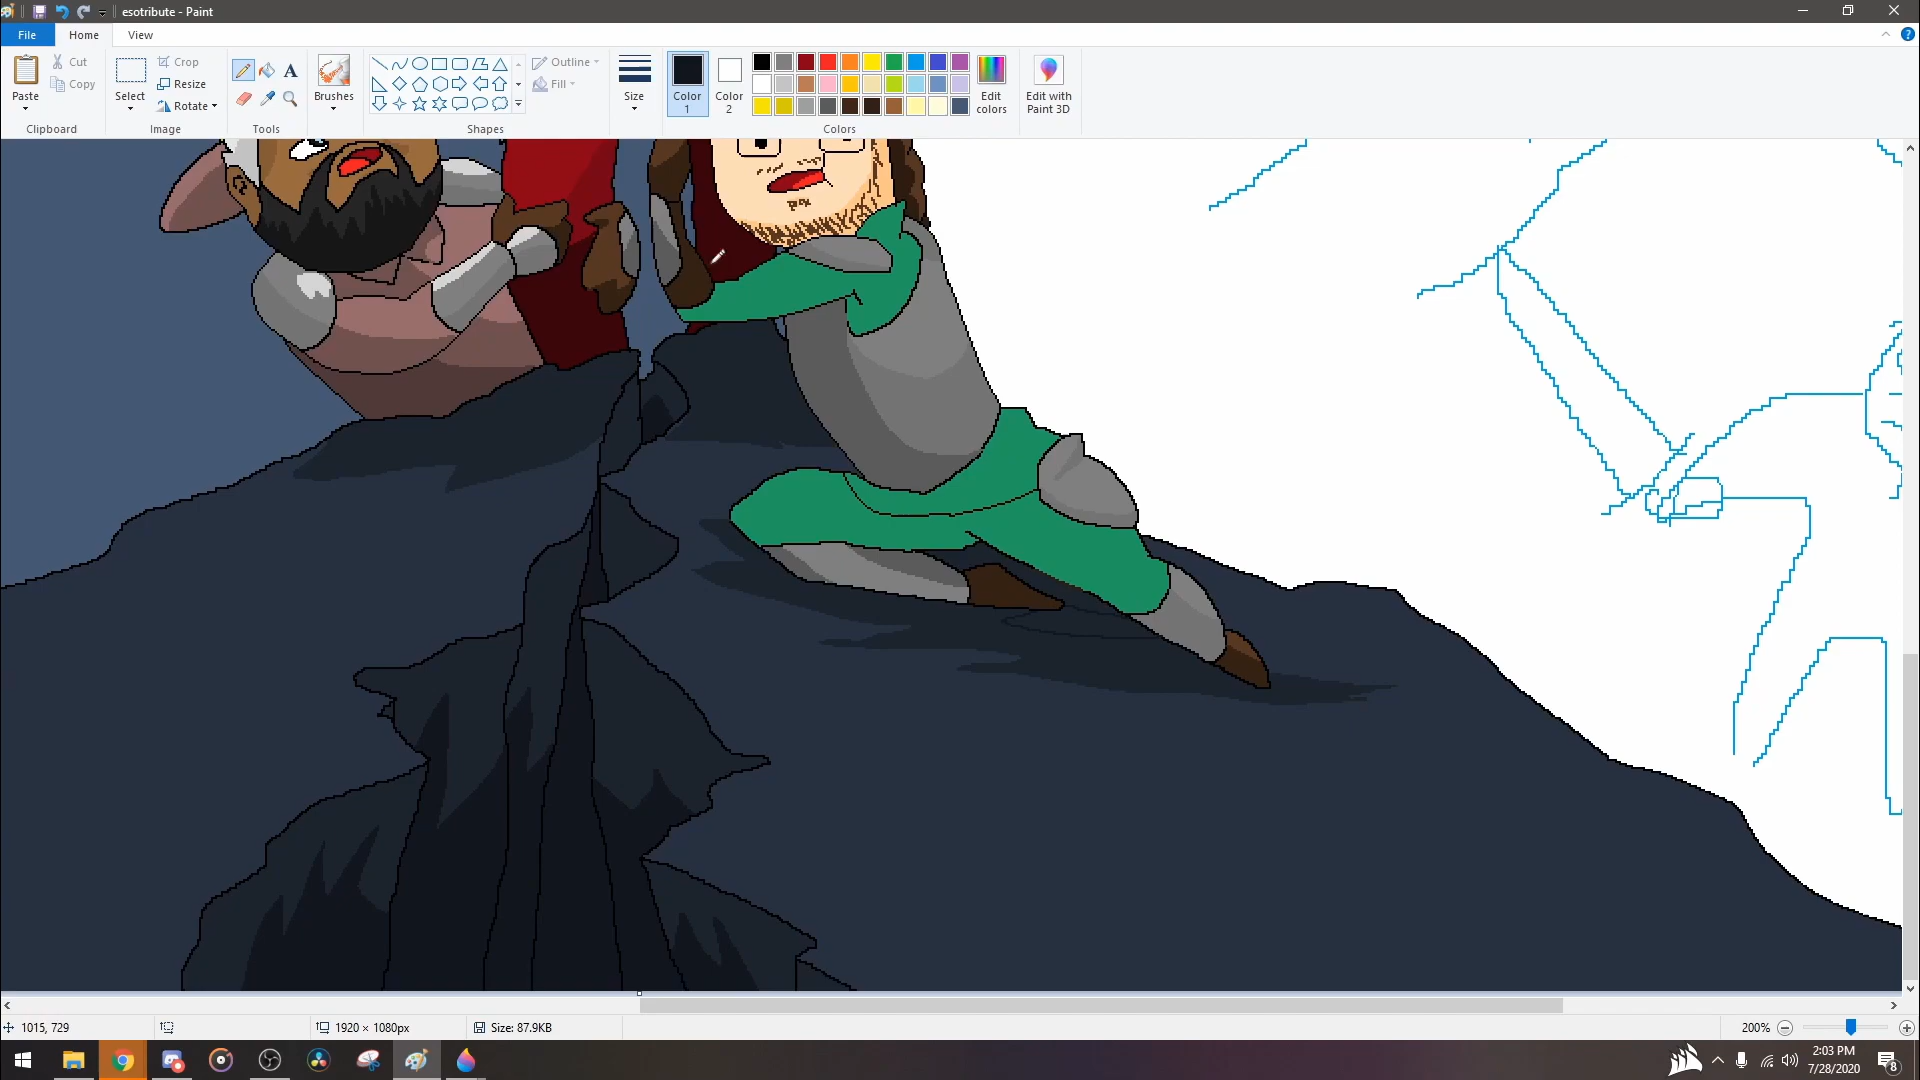 esotribute - Paint
File
Home
View
Paste
Cut
Copy
Clipboard
Select
Crop
Resize
Rotate
Image
Tools
Brushes
Shapes
Outline
Fill
Size
Color 1
Color 2
Edit colors
Edit with Paint 3D
Colors
1015, 729
1920 × 1080px
Size: 87.9KB
200%
2:03 PM
7/28/2020
8